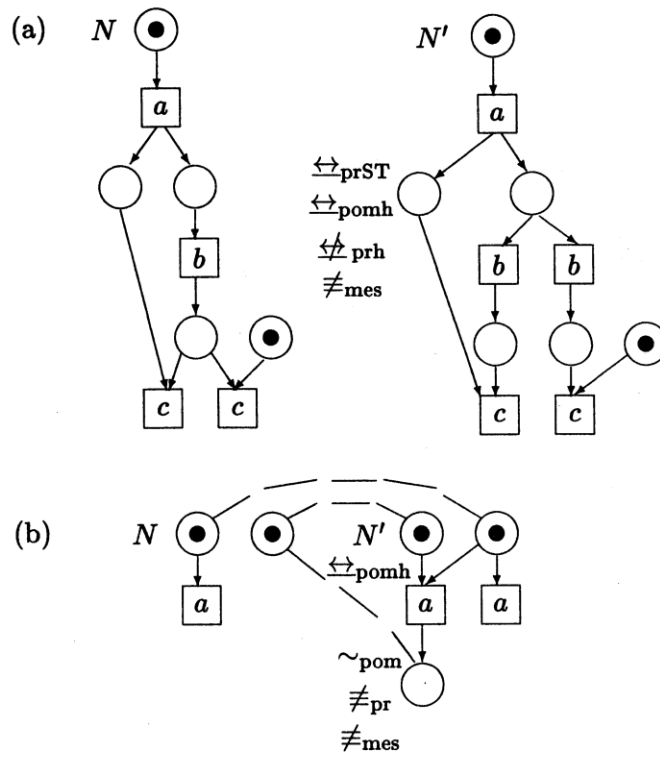 (a) N N′
a a
↔prST
↔pomh
b b b
↮prh
≢mes
c c c c
(b) N N′
↔pomh
a a a
∼pom
≢pr
≢mes